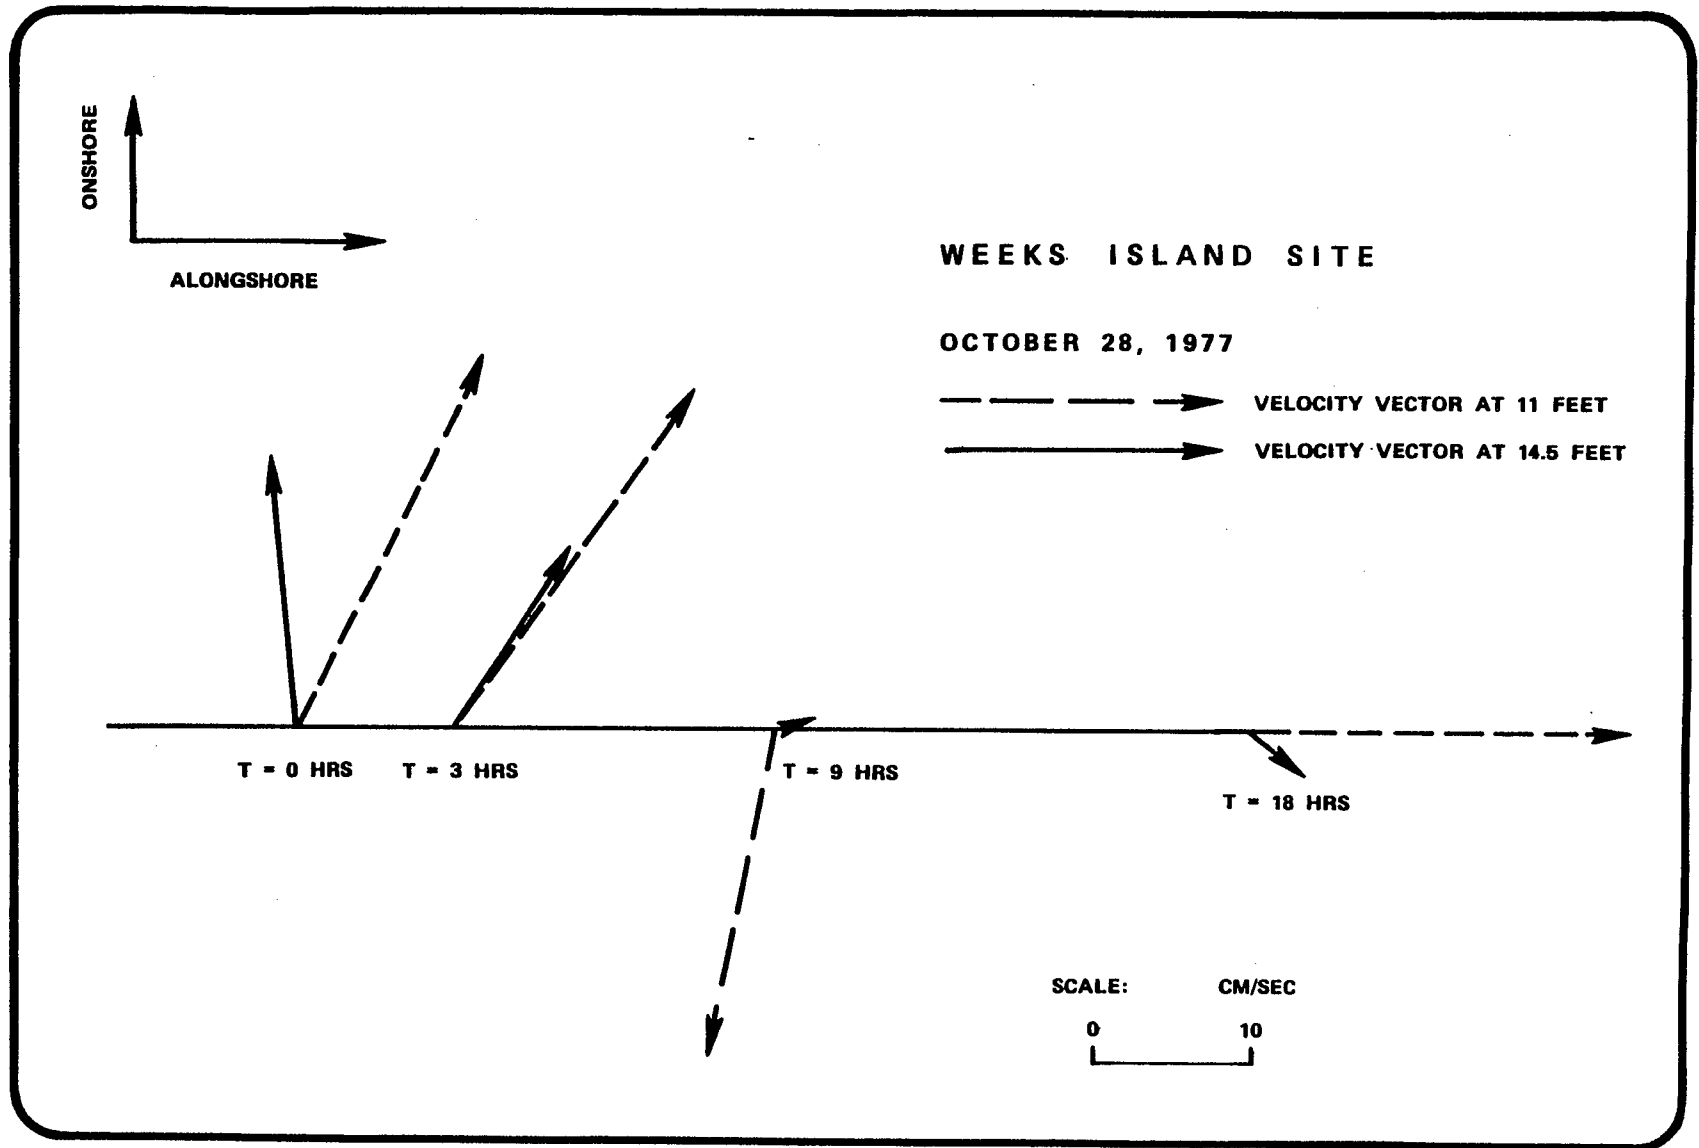 ONSHORE
ALONGSHORE
WEEKS ISLAND SITE
OCTOBER 28, 1977
VELOCITY VECTOR AT 11 FEET
VELOCITY VECTOR AT 14.5 FEET
T = 0 HRS
T = 3 HRS
T = 9 HRS
T = 18 HRS
SCALE: CM/SEC
0 10